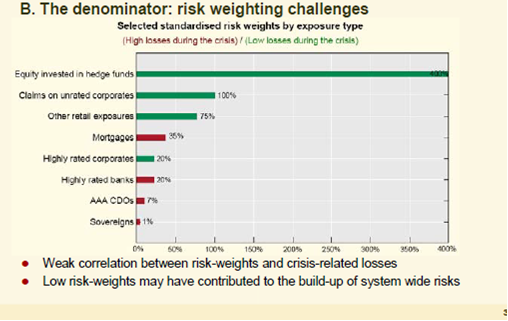 B. The denominator: risk weighting challenges
Selected standardised risk weights by exposure type
(High losses during the crisis) / (Low losses during the crisis)
Equity invested in hedge funds 400%
Claims on unrated corporates 100%
Other retail exposures 75%
Mortgages 35%
Highly rated corporates 20%
Highly rated banks 20%
AAA CDOs 7%
Sovereigns 1%
0% 50% 100% 150% 200% 250% 300% 350% 400%
• Weak correlation between risk-weights and crisis-related losses
• Low risk-weights may have contributed to the build-up of system wide risks